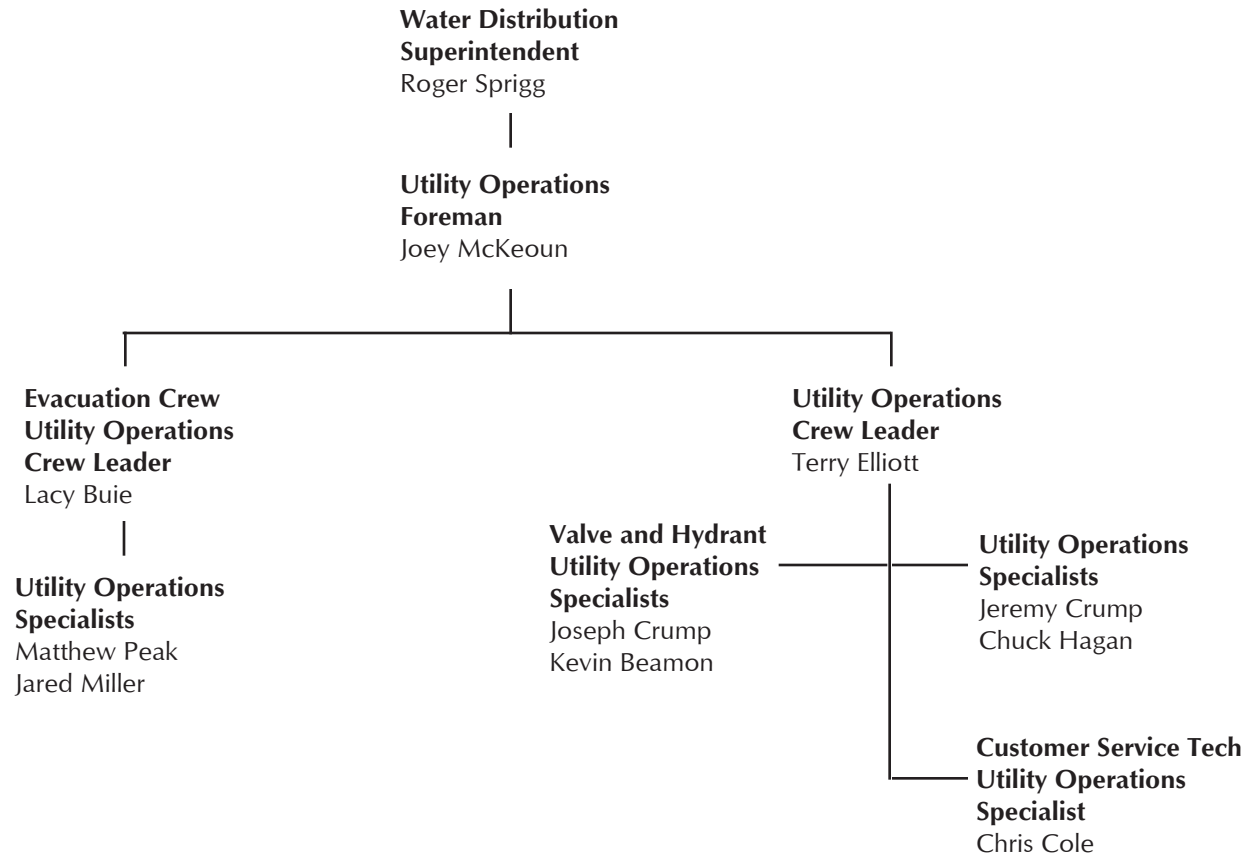 Water Distribution
Superintendent
Roger Sprigg
Utility Operations
Foreman
Joey McKeoun
Evacuation Crew
Utility Operations
Crew Leader
Lacy Buie
Utility Operations
Specialists
Matthew Peak
Jared Miller
Utility Operations
Crew Leader
Terry Elliott
Valve and Hydrant
Utility Operations
Specialists
Joseph Crump
Kevin Beamon
Utility Operations
Specialists
Jeremy Crump
Chuck Hagan
Customer Service Tech
Utility Operations
Specialist
Chris Cole